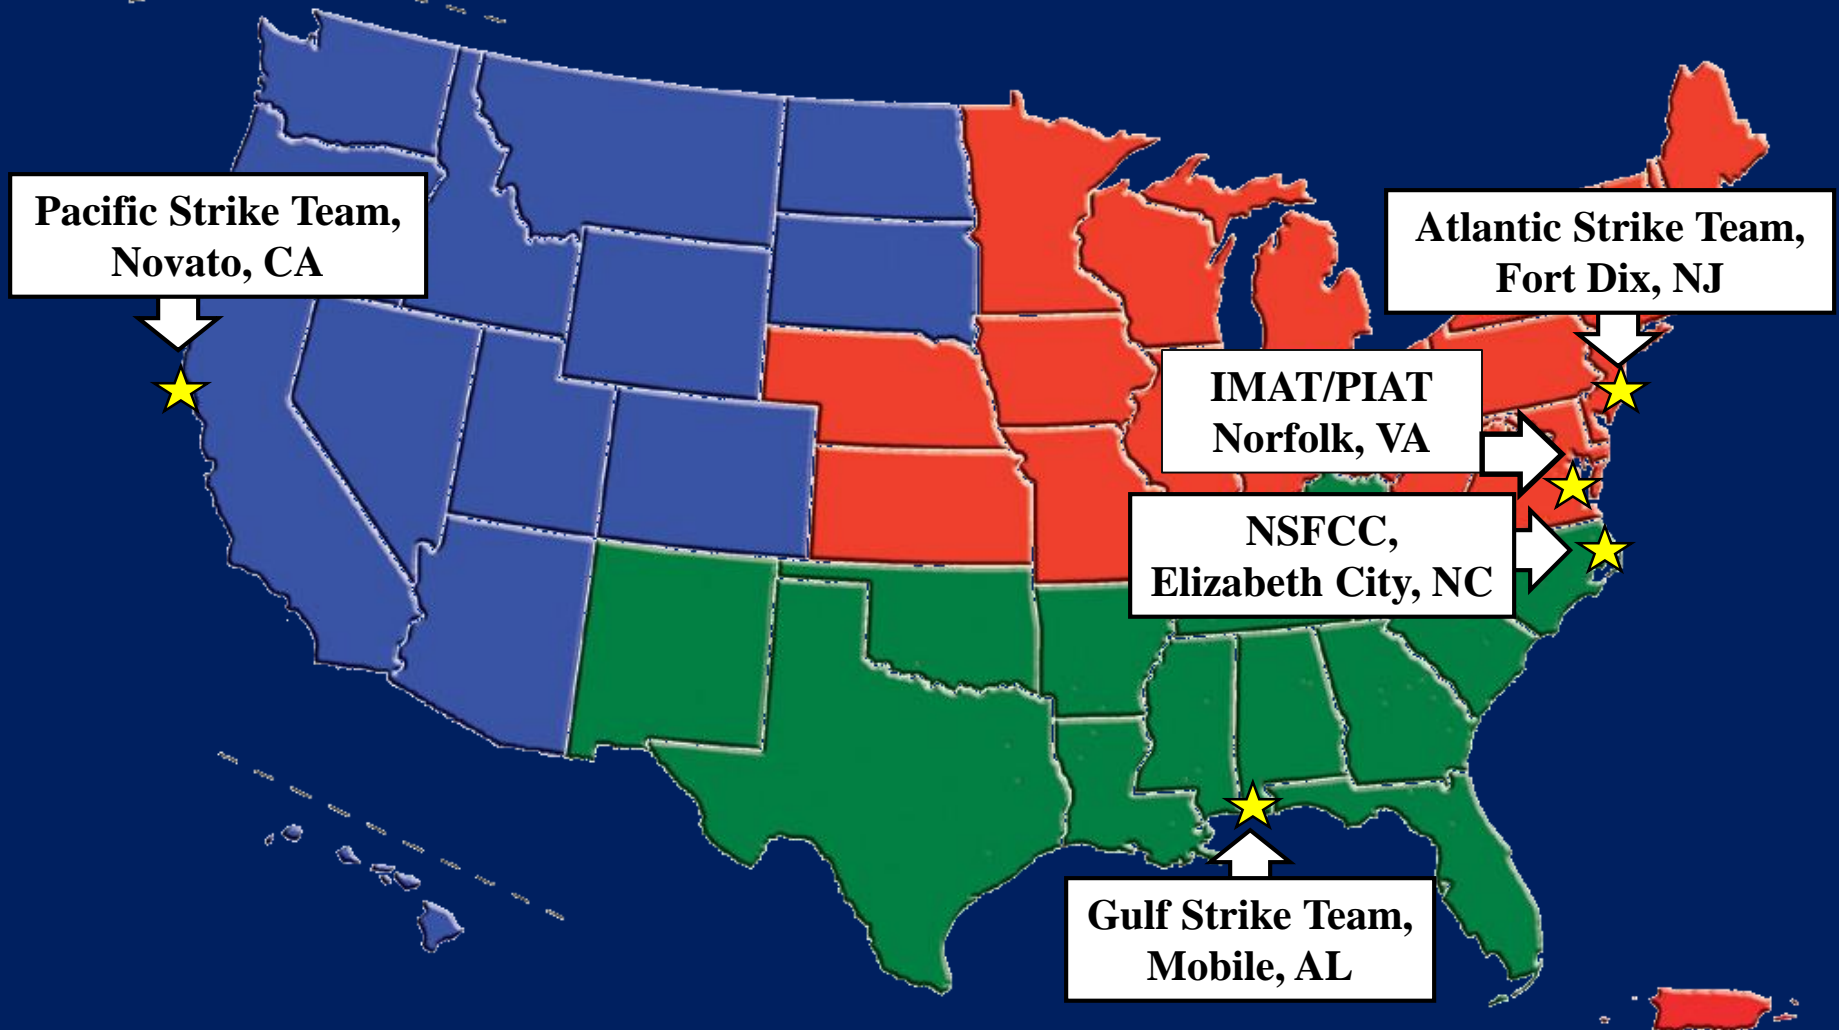 Pacific Strike Team,
Novato, CA
Atlantic Strike Team,
Fort Dix, NJ
IMAT/PIAT
Norfolk, VA
NSFCC,
Elizabeth City, NC
Gulf Strike Team,
Mobile, AL